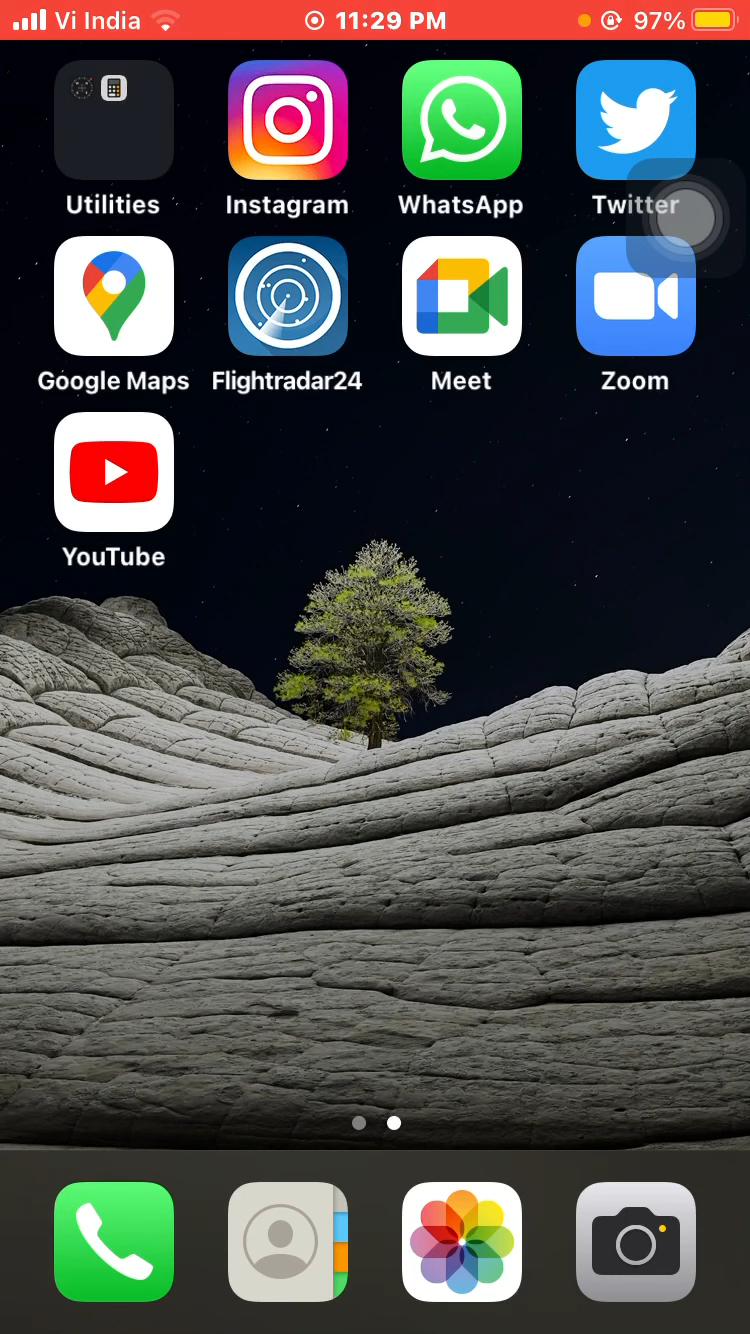 Vi India 11:29 PM 97%
Utilities Instagram WhatsApp Twitter
Google Maps Flightradar24 Meet Zoom
YouTube